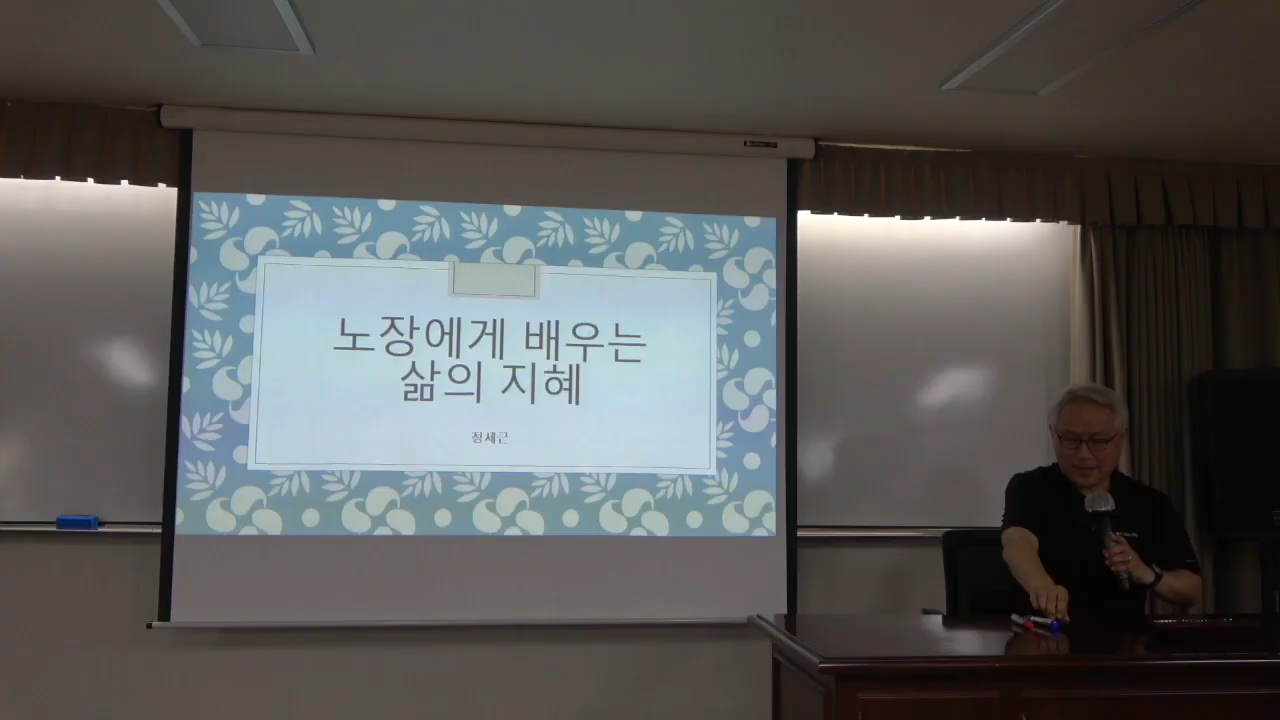 노장에게 배우는
삶의 지혜
정세근